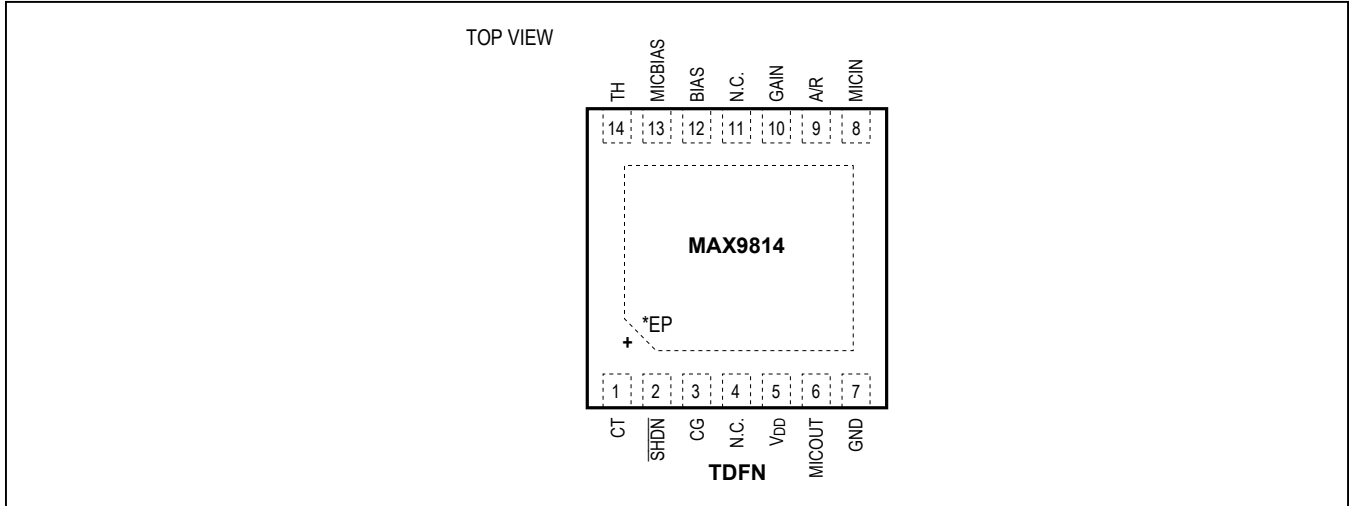 TOP VIEW
TH MICBIAS BIAS N.C. GAIN A/R MICIN
14 13 12 11 10 9 8
MAX9814
*EP
+
1 2 3 4 5 6 7
CT SHDN CG N.C. VDD MICOUT GND
TDFN